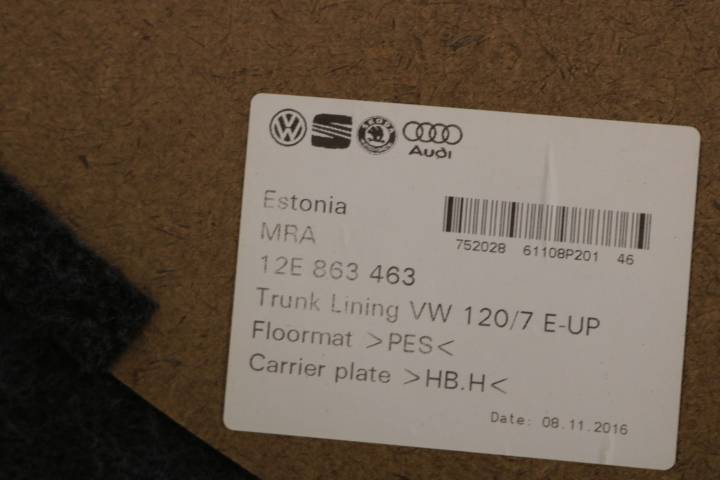 ŠKODA
Audi
Estonia
MRA
12E 863 463
752028 61108P201 46
Trunk Lining VW 120/7 E-UP
Floormat >PES<
Carrier plate >HB.H<
Date: 08.11.2016